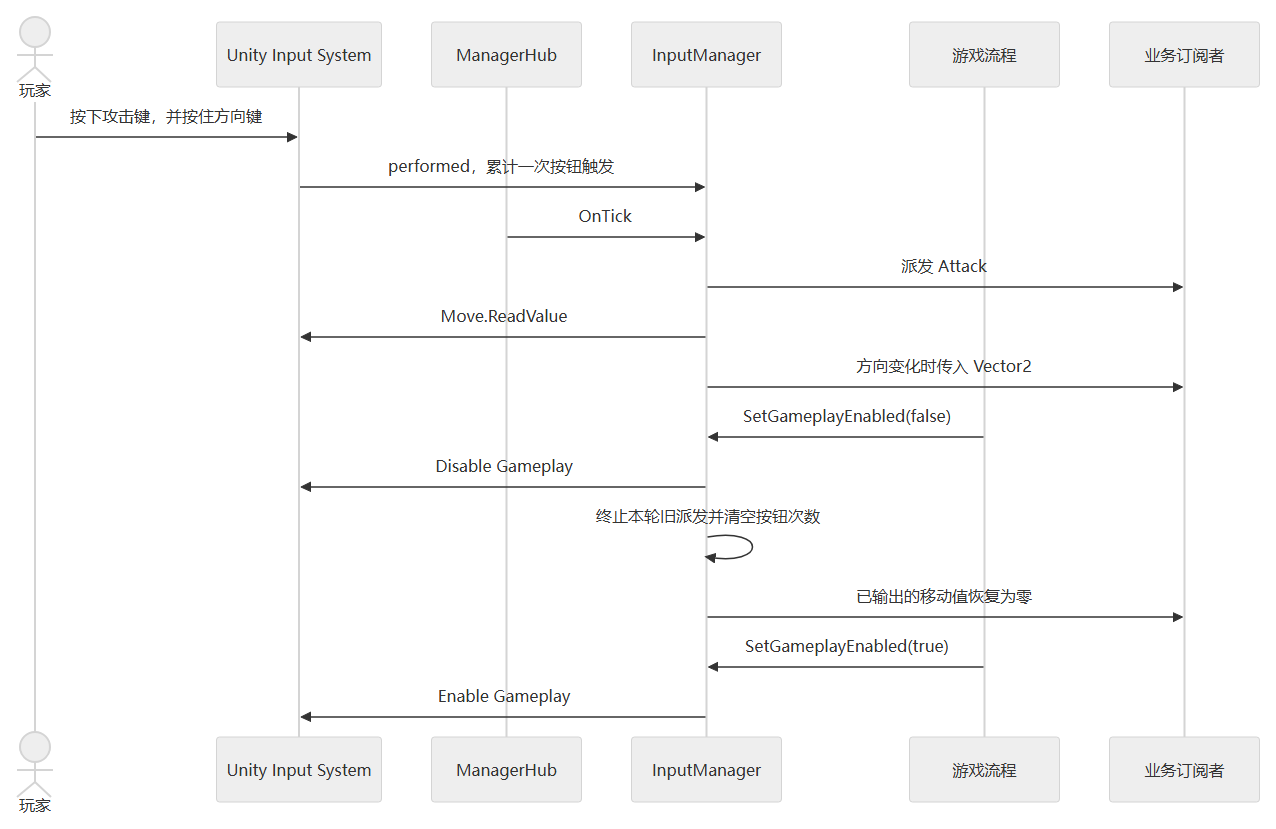 玩家
Unity Input System
ManagerHub
InputManager
游戏流程
业务订阅者
按下攻击键，并按住方向键
performed，累计一次按钮触发
OnTick
派发 Attack
Move.ReadValue
方向变化时传入 Vector2
SetGameplayEnabled(false)
Disable Gameplay
终止本轮旧派发并清空按钮次数
已输出的移动值恢复为零
SetGameplayEnabled(true)
Enable Gameplay
玩家
Unity Input System
ManagerHub
InputManager
游戏流程
业务订阅者